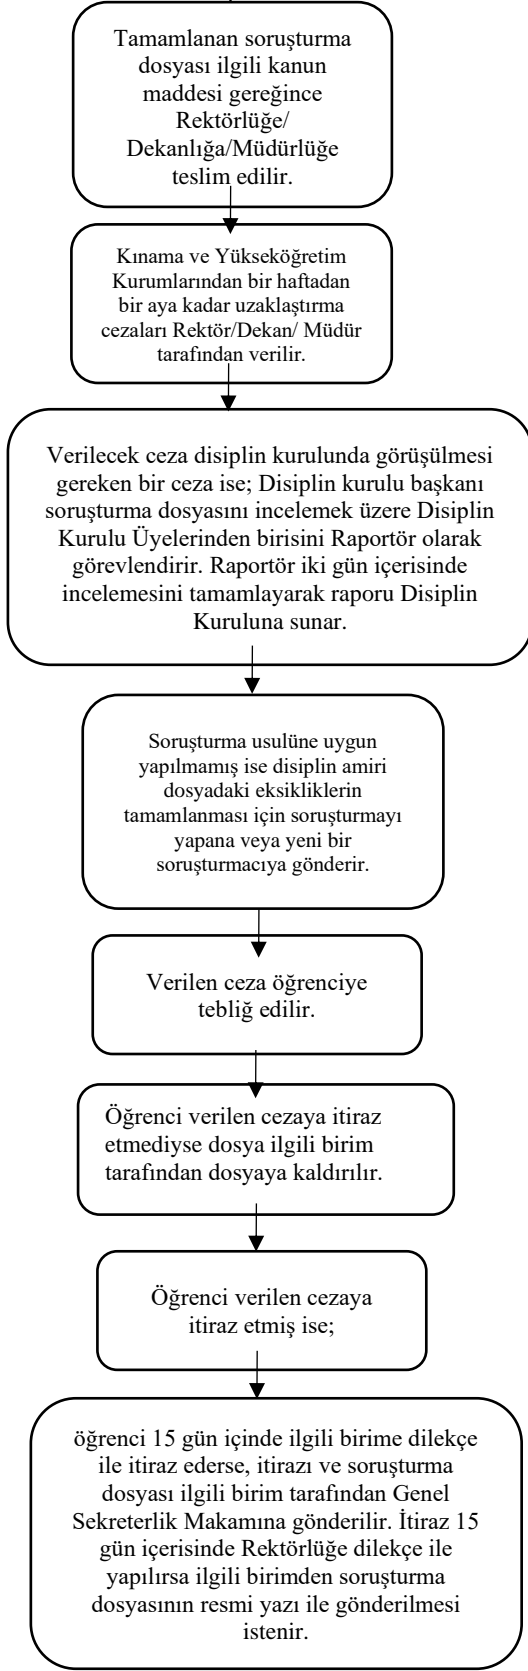 Tamamlanan soruşturma
dosyası ilgili kanun
maddesi gereğince
Rektörlüğe/
Dekanlığa/Müdürlüğe
teslim edilir.
Kınama ve Yükseköğretim
Kurumlarından bir haftadan
bir aya kadar uzaklaştırma
cezaları Rektör/Dekan/ Müdür
tarafından verilir.
Verilecek ceza disiplin kurulunda görüşülmesi
gereken bir ceza ise; Disiplin kurulu başkanı
soruşturma dosyasını incelemek üzere Disiplin
Kurulu Üyelerinden birisini Raportör olarak
görevlendirir. Raportör iki gün içerisinde
incelemesini tamamlayarak raporu Disiplin
Kuruluna sunar.
Soruşturma usulüne uygun
yapılmamış ise disiplin amiri
dosyadaki eksikliklerin
tamamlanması için soruşturmayı
yapana veya yeni bir
soruşturmacıya gönderir.
Verilen ceza öğrenciye
tebliğ edilir.
Öğrenci verilen cezaya itiraz
etmediyse dosya ilgili birim
tarafından dosyaya kaldırılır.
Öğrenci verilen cezaya
itiraz etmiş ise;
öğrenci 15 gün içinde ilgili birime dilekçe
ile itiraz ederse, itirazı ve soruşturma
dosyası ilgili birim tarafından Genel
Sekreterlik Makamına gönderilir. İtiraz 15
gün içerisinde Rektörlüğe dilekçe ile
yapılırsa ilgili birimden soruşturma
dosyasının resmi yazı ile gönderilmesi
istenir.